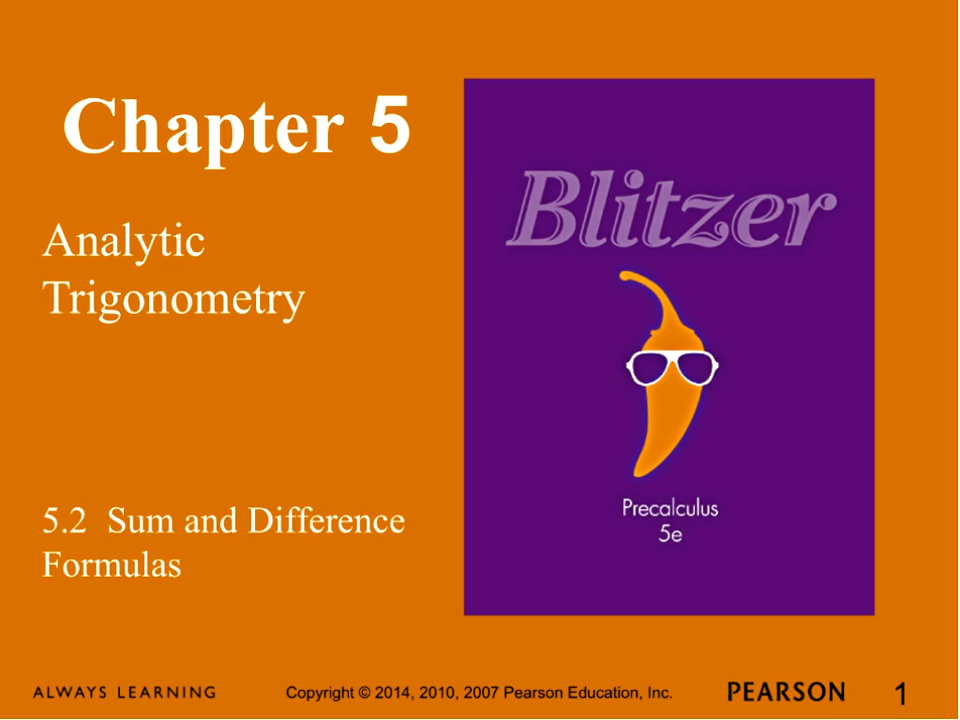 Chapter 5
Analytic
Trigonometry
5.2 Sum and Difference
Formulas
Blitzer
Precalculus
5e
ALWAYS LEARNING
Copyright © 2014, 2010, 2007 Pearson Education, Inc.
PEARSON
1